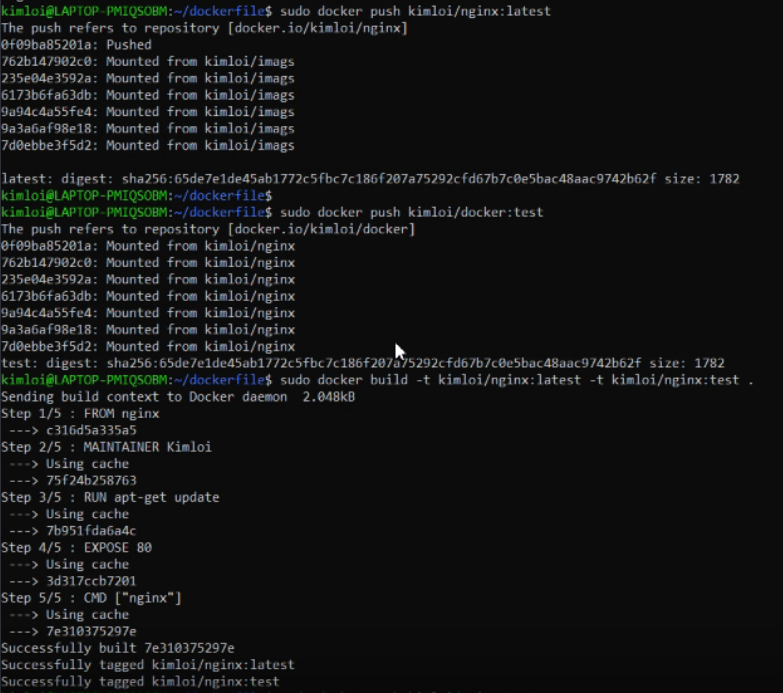 kimloi@LAPTOP-PMIQSOBM:~/dockerfile$ sudo docker push kimloi/nginx:latest
The push refers to repository [docker.io/kimloi/nginx]
0f09ba85201a: Pushed
762b147902c0: Mounted from kimloi/imags
235e04e3592a: Mounted from kimloi/imags
6173b6fa63db: Mounted from kimloi/imags
9a94c4a55fe4: Mounted from kimloi/imags
9a3a6af98e18: Mounted from kimloi/imags
7d0ebbe3f5d2: Mounted from kimloi/imags
latest: digest: sha256:65de7e1de45ab1772c5fbc7c186f207a75292cfd67b7c0e5bac48aac9742b62f size: 1782
kimloi@LAPTOP-PMIQSOBM:~/dockerfile$
kimloi@LAPTOP-PMIQSOBM:~/dockerfile$ sudo docker push kimloi/docker:test
The push refers to repository [docker.io/kimloi/docker]
0f09ba85201a: Mounted from kimloi/nginx
762b147902c0: Mounted from kimloi/nginx
235e04e3592a: Mounted from kimloi/nginx
6173b6fa63db: Mounted from kimloi/nginx
9a94c4a55fe4: Mounted from kimloi/nginx
9a3a6af98e18: Mounted from kimloi/nginx
7d0ebbe3f5d2: Mounted from kimloi/nginx
test: digest: sha256:65de7e1de45ab1772c5fbc7c186f207a75292cfd67b7c0e5bac48aac9742b62f size: 1782
kimloi@LAPTOP-PMIQSOBM:~/dockerfile$ sudo docker build -t kimloi/nginx:latest -t kimloi/nginx:test .
Sending build context to Docker daemon  2.048kB
Step 1/5 : FROM nginx
 ---> c316d5a335a5
Step 2/5 : MAINTAINER Kimloi
 ---> Using cache
 ---> 75f24b258763
Step 3/5 : RUN apt-get update
 ---> Using cache
 ---> 7b951fda6a4c
Step 4/5 : EXPOSE 80
 ---> Using cache
 ---> 3d317ccb7201
Step 5/5 : CMD ["nginx"]
 ---> Using cache
 ---> 7e310375297e
Successfully built 7e310375297e
Successfully tagged kimloi/nginx:latest
Successfully tagged kimloi/nginx:test